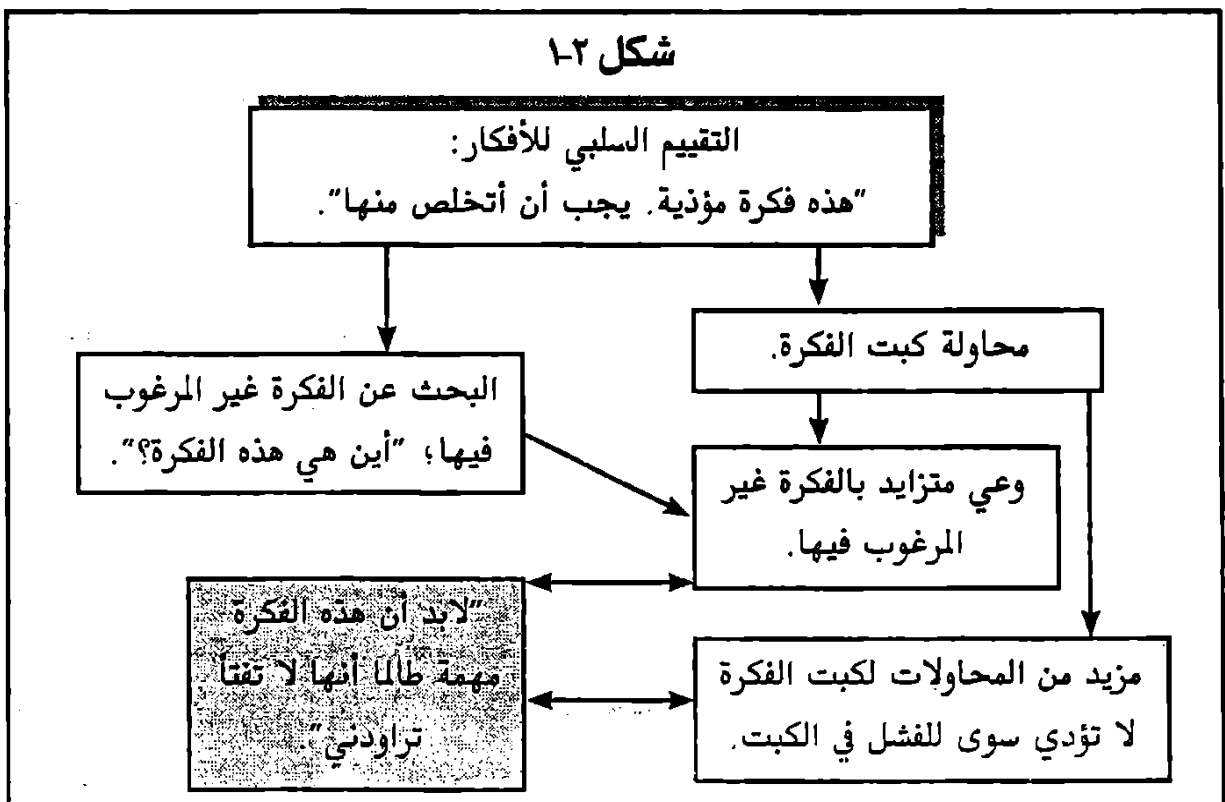 شكل ٢-١
التقييم السلبي للأفكار:
"هذه فكرة مؤذية. يجب أن أتخلص منها".
محاولة كبت الفكرة.
البحث عن الفكرة غير المرغوب
فيها؛ "أين هي هذه الفكرة؟".
وعي متزايد بالفكرة غير
المرغوب فيها.
"لابد أن هذه الفكرة
مهمة طالما أنها لا تفتأ
تراودني".
مزيد من المحاولات لكبت الفكرة
لا تؤدي سوى للفشل في الكبت.